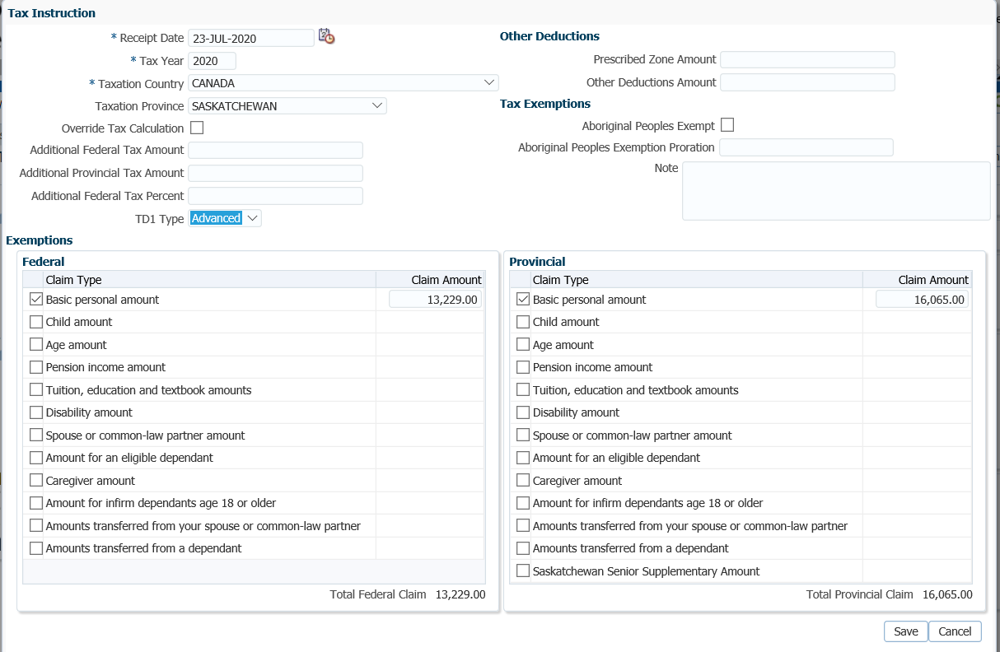 Tax Instruction
* Receipt Date 23-JUL-2020
* Tax Year 2020
* Taxation Country CANADA
Taxation Province SASKATCHEWAN
Override Tax Calculation
Additional Federal Tax Amount
Additional Provincial Tax Amount
Additional Federal Tax Percent
TD1 Type Advanced
Other Deductions
Prescribed Zone Amount
Other Deductions Amount
Tax Exemptions
Aboriginal Peoples Exempt
Aboriginal Peoples Exemption Proration
Note
Exemptions
Federal
Claim Type Claim Amount
Basic personal amount 13,229.00
Child amount
Age amount
Pension income amount
Tuition, education and textbook amounts
Disability amount
Spouse or common-law partner amount
Amount for an eligible dependant
Caregiver amount
Amount for infirm dependants age 18 or older
Amounts transferred from your spouse or common-law partner
Amounts transferred from a dependant
Total Federal Claim 13,229.00
Provincial
Claim Type Claim Amount
Basic personal amount 16,065.00
Child amount
Age amount
Pension income amount
Tuition, education and textbook amounts
Disability amount
Spouse or common-law partner amount
Amount for an eligible dependant
Caregiver amount
Amount for infirm dependants age 18 or older
Amounts transferred from your spouse or common-law partner
Amounts transferred from a dependant
Saskatchewan Senior Supplementary Amount
Total Provincial Claim 16,065.00
Save Cancel